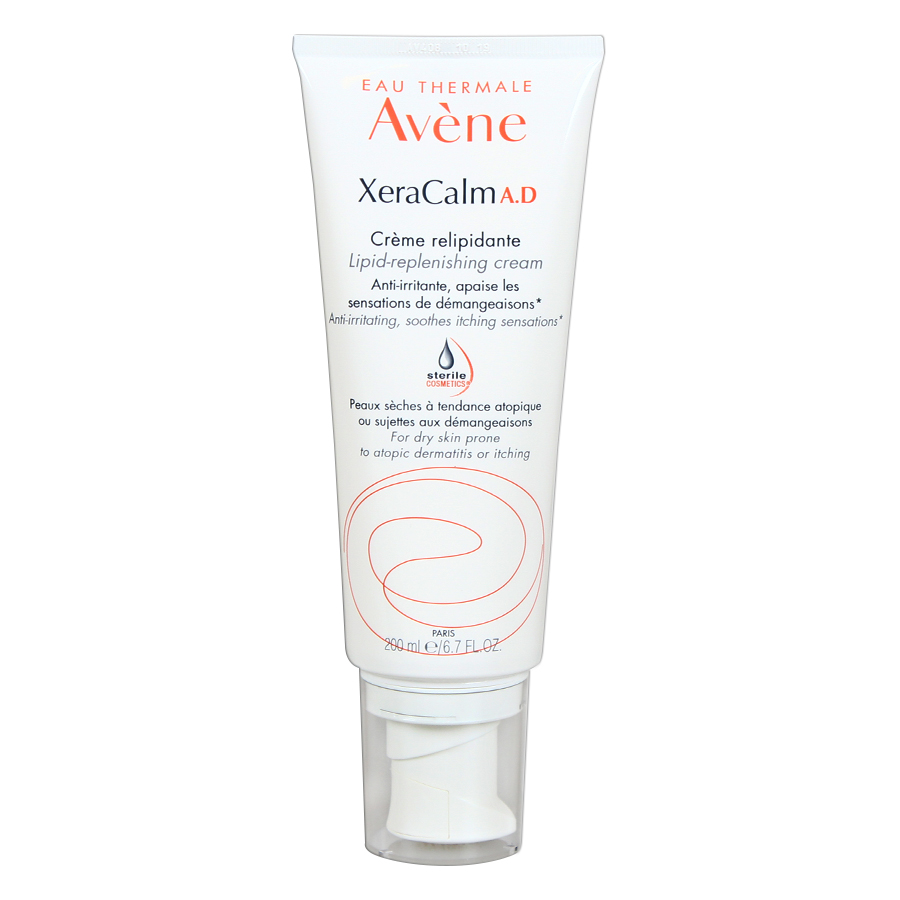 EAU THERMALE
Avène
XeraCalm A.D
Crème relipidante
Lipid-replenishing cream
Anti-irritante, apaise les
sensations de démangeaisons*
Anti-irritating, soothes itching sensations*
sterile
COSMETICS®
Peaux sèches à tendance atopique
ou sujettes aux démangeaisons
For dry skin prone
to atopic dermatitis or itching
PARIS
200 ml ℮/6.7 FL.OZ.